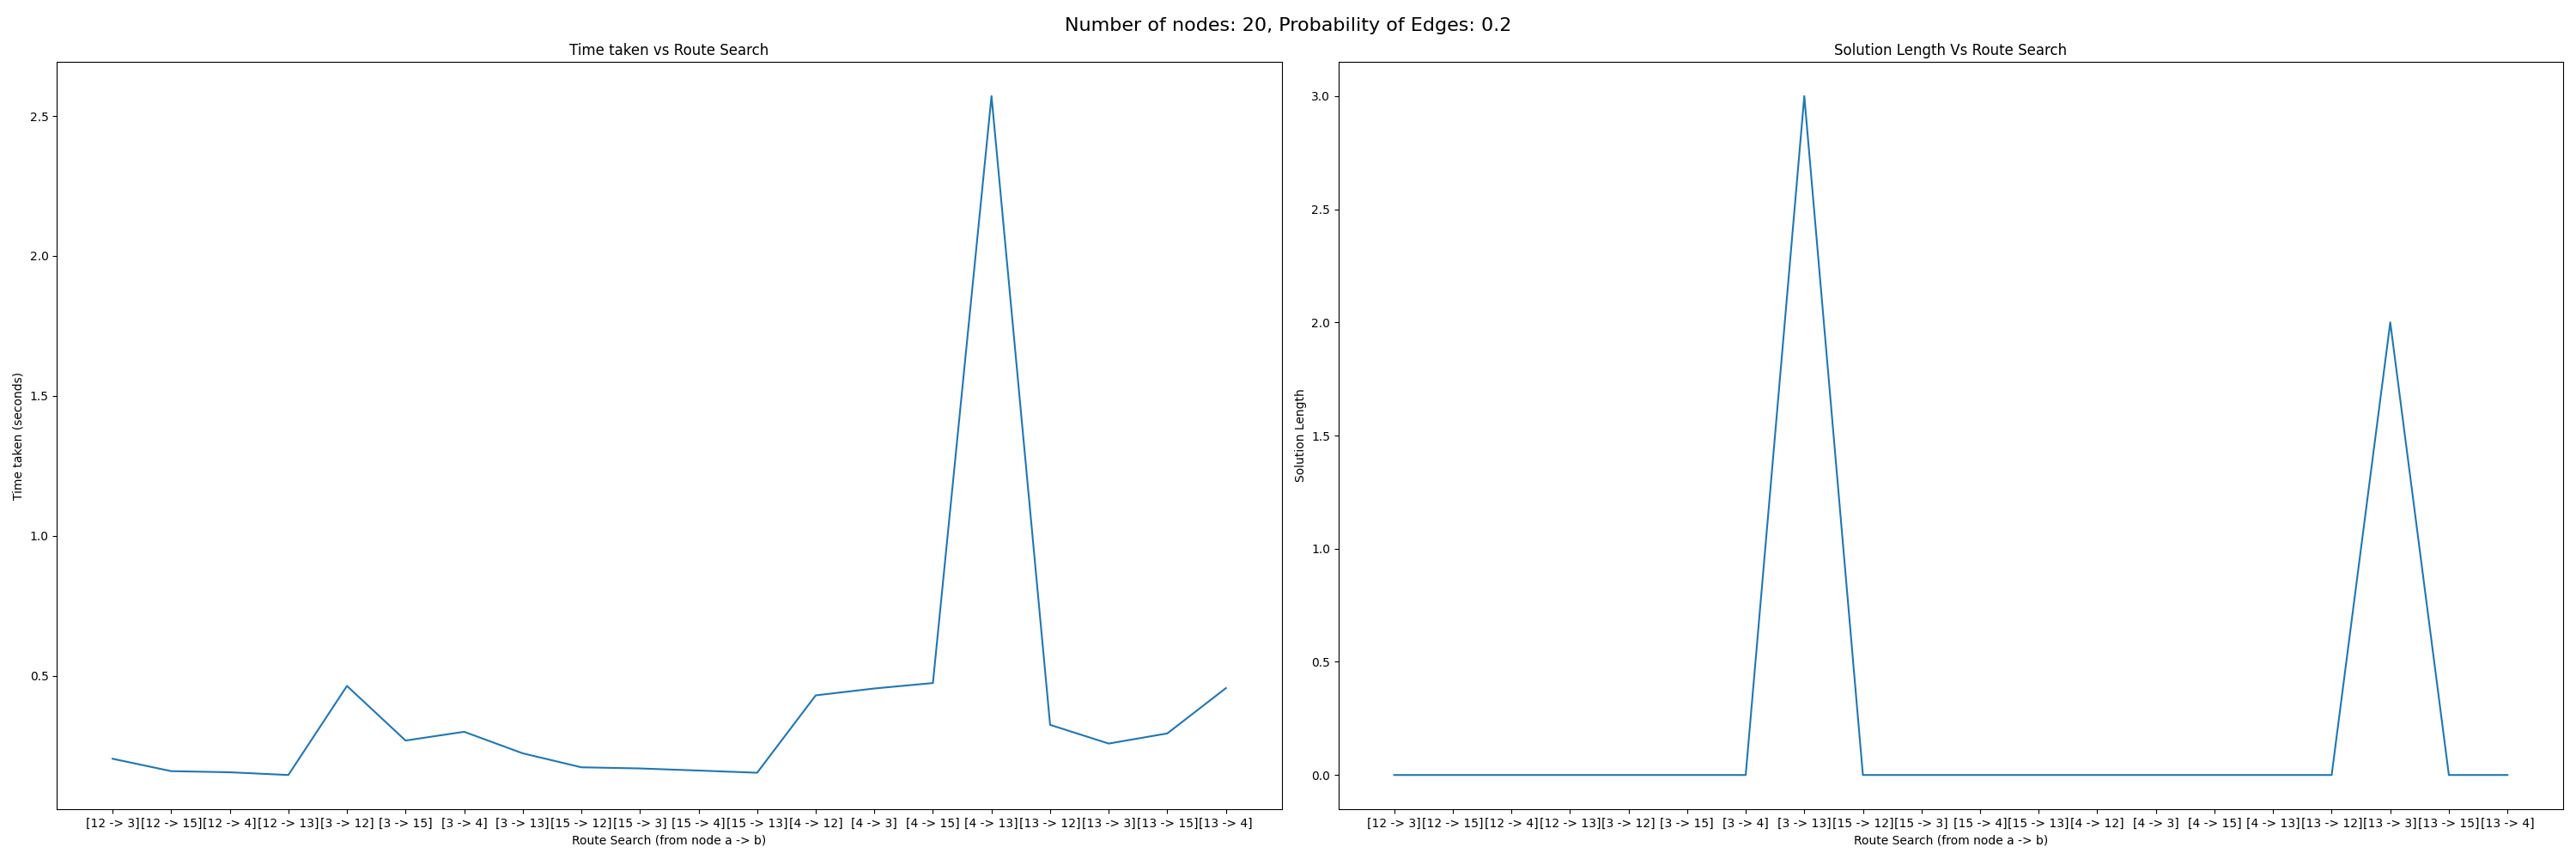 Number of nodes: 20, Probability of Edges: 0.2
Time taken vs Route Search
2.5
2.0
1.5
1.0
0.5
Time taken (seconds)
[12 -> 3][12 -> 15][12 -> 4][12 -> 13][3 -> 12] [3 -> 15] [3 -> 4] [3 -> 13][15 -> 12][15 -> 3] [15 -> 4][15 -> 13][4 -> 12] [4 -> 3] [4 -> 15] [4 -> 13][13 -> 12][13 -> 3][13 -> 15][13 -> 4]
Route Search (from node a -> b)
Solution Length Vs Route Search
3.0
2.5
2.0
1.5
1.0
0.5
0.0
Solution Length
[12 -> 3][12 -> 15][12 -> 4][12 -> 13][3 -> 12] [3 -> 15] [3 -> 4] [3 -> 13][15 -> 12][15 -> 3] [15 -> 4][15 -> 13][4 -> 12] [4 -> 3] [4 -> 15] [4 -> 13][13 -> 12][13 -> 3][13 -> 15][13 -> 4]
Route Search (from node a -> b)